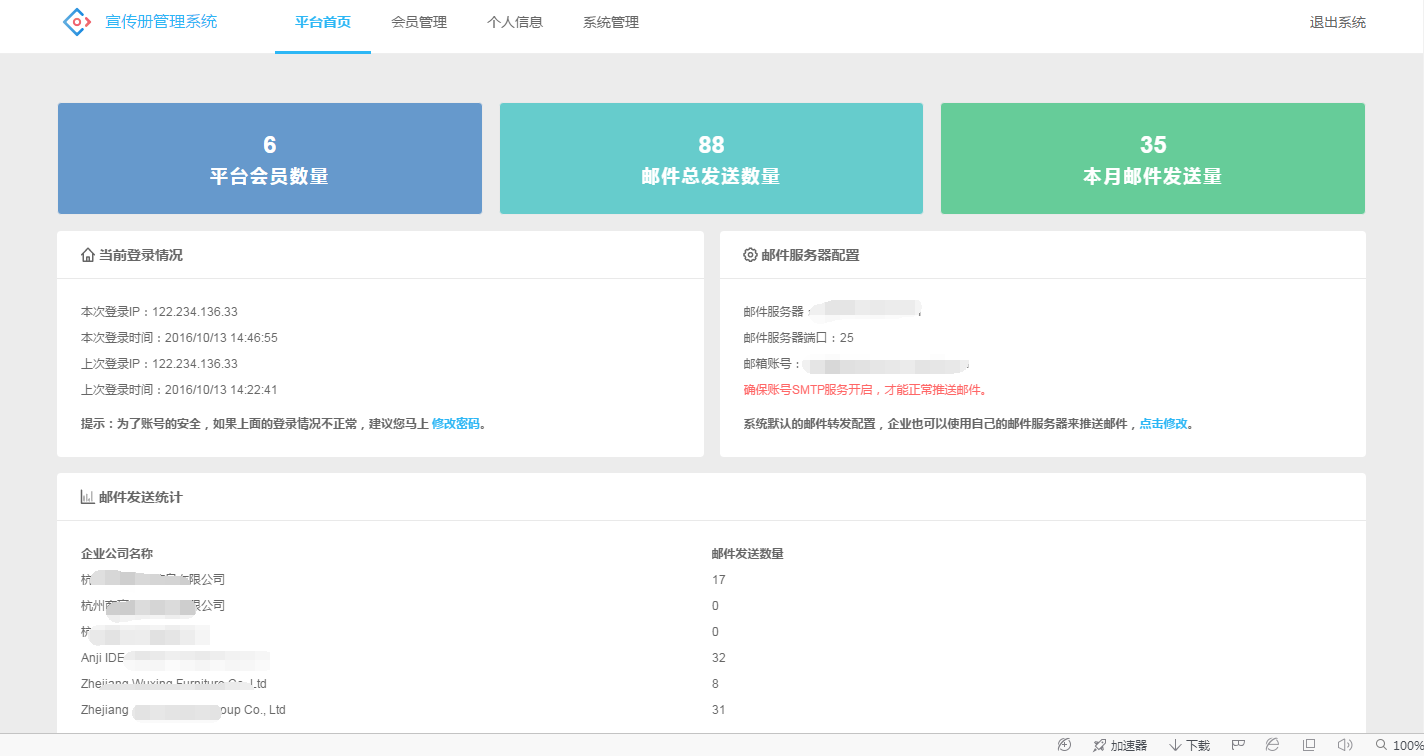 宣传册管理系统 平台首页 会员管理 个人信息 系统管理 退出系统
6
平台会员数量
88
邮件总发送数量
35
本月邮件发送量
当前登录情况
本次登录IP：122.234.136.33
本次登录时间：2016/10/13 14:46:55
上次登录IP：122.234.136.33
上次登录时间：2016/10/13 14:22:41
提示：为了账号的安全，如果上面的登录情况不正常，建议您马上 修改密码。
邮件服务器配置
邮件服务器：
邮件服务器端口：25
邮箱账号：
确保账号SMTP服务开启，才能正常推送邮件。
系统默认的邮件转发配置，企业也可以使用自己的邮件服务器来推送邮件，点击修改。
邮件发送统计
企业公司名称 邮件发送数量
杭 限公司 17
杭州 限公司 0
杭 0
Anji IDE 32
Zhejiang Wuxing Furniture Co., Ltd 8
Zhejiang oup Co., Ltd 31
加速器 下载 100%